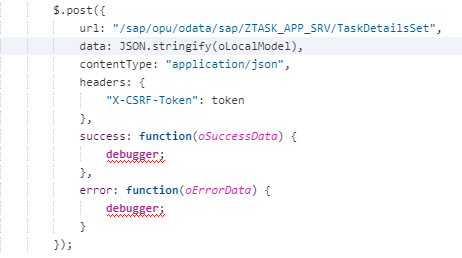 $.post({
url: "/sap/opu/odata/sap/ZTASK_APP_SRV/TaskDetailsSet",
data: JSON.stringify(oLocalModel),
contentType: "application/json",
headers: {
"X-CSRF-Token": token
},
success: function(oSuccessData) {
debugger;
},
error: function(oErrorData) {
debugger;
}
});